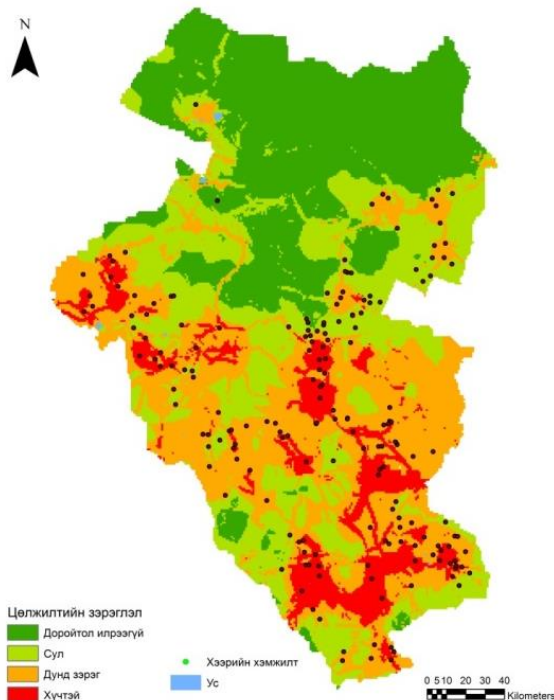 N
Цөлжилтийн зэрэглэл
Доройтол илрээгүй
Сул
Дунд зэрэг
Хүчтэй
Хээрийн хэмжилт
Ус
0 5 10 20 30 40
Kilometers